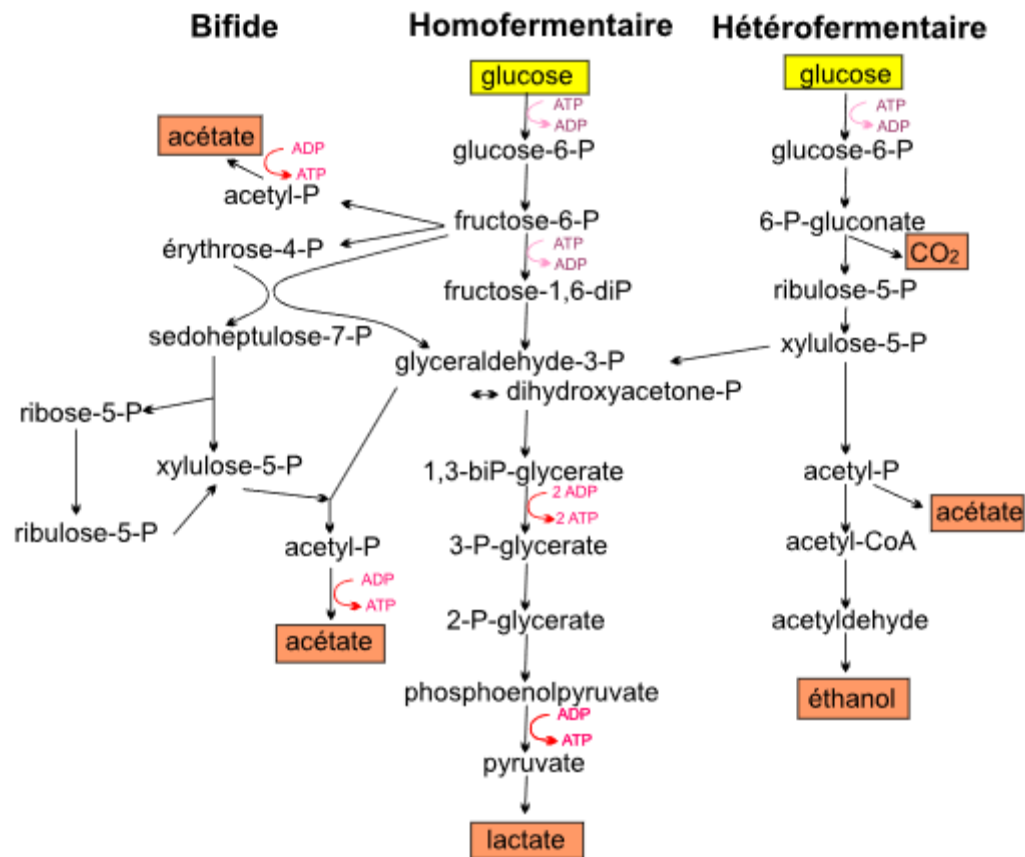 Bifide
Homofermentaire
Hétérofermentaire
glucose
ATP
ADP
glucose-6-P
fructose-6-P
ATP
ADP
fructose-1,6-diP
glyceraldehyde-3-P
dihydroxyacetone-P
1,3-biP-glycerate
2 ADP
2 ATP
3-P-glycerate
2-P-glycerate
phosphoenolpyruvate
ADP
ATP
pyruvate
lactate
acétate
ADP
ATP
acetyl-P
érythrose-4-P
sedoheptulose-7-P
ribose-5-P
xylulose-5-P
ribulose-5-P
acetyl-P
ADP
ATP
acétate
glucose
ATP
ADP
glucose-6-P
6-P-gluconate
CO₂
ribulose-5-P
xylulose-5-P
acetyl-P
acétate
acetyl-CoA
acetyldehyde
éthanol